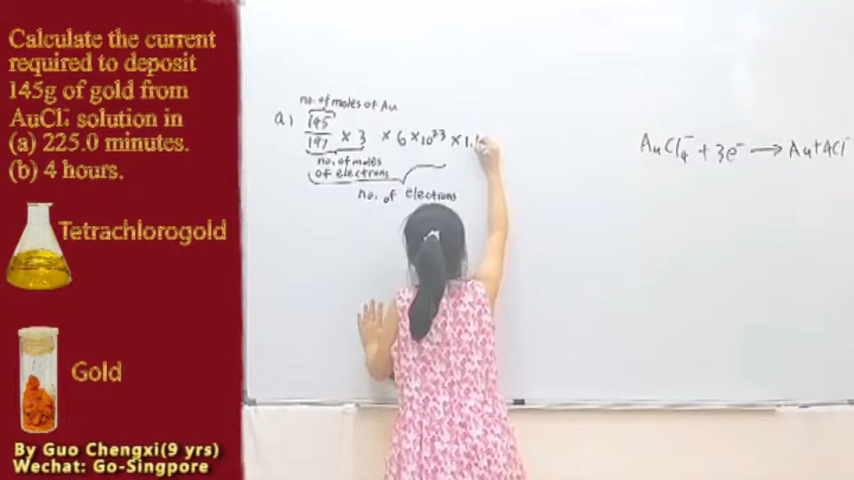 Calculate the current
required to deposit
145g of gold from
AuCl₄⁻ solution in
(a) 225.0 minutes.
(b) 4 hours.
Tetrachlorogold
Gold
By Guo Chengxi(9 yrs)
Wechat: Go-Singpore
no. of moles of Au
a) 145/197 × 3 × 6 × 10²³ × 1.
no. of moles
of electrons
no. of electrons
AuCl₄⁻ + 3e⁻ → Au + 4Cl⁻